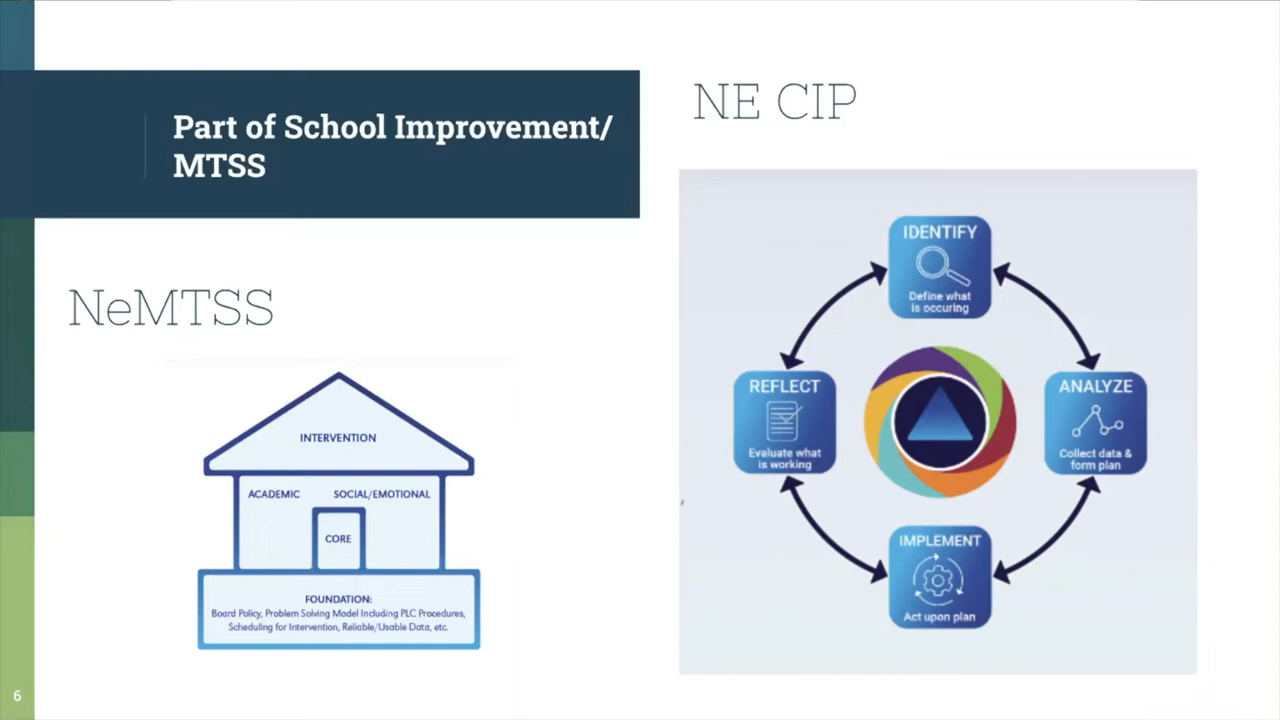 Part of School Improvement/
MTSS
NeMTSS
INTERVENTION
ACADEMIC SOCIAL/EMOTIONAL
CORE
FOUNDATION:
Board Policy, Problem Solving Model Including PLC Procedures,
Scheduling for Intervention, Reliable/Usable Data, etc.
NE CIP
IDENTIFY
Define what
is occuring
REFLECT
Evaluate what
is working
ANALYZE
Collect data &
form plan
IMPLEMENT
Act upon plan
6